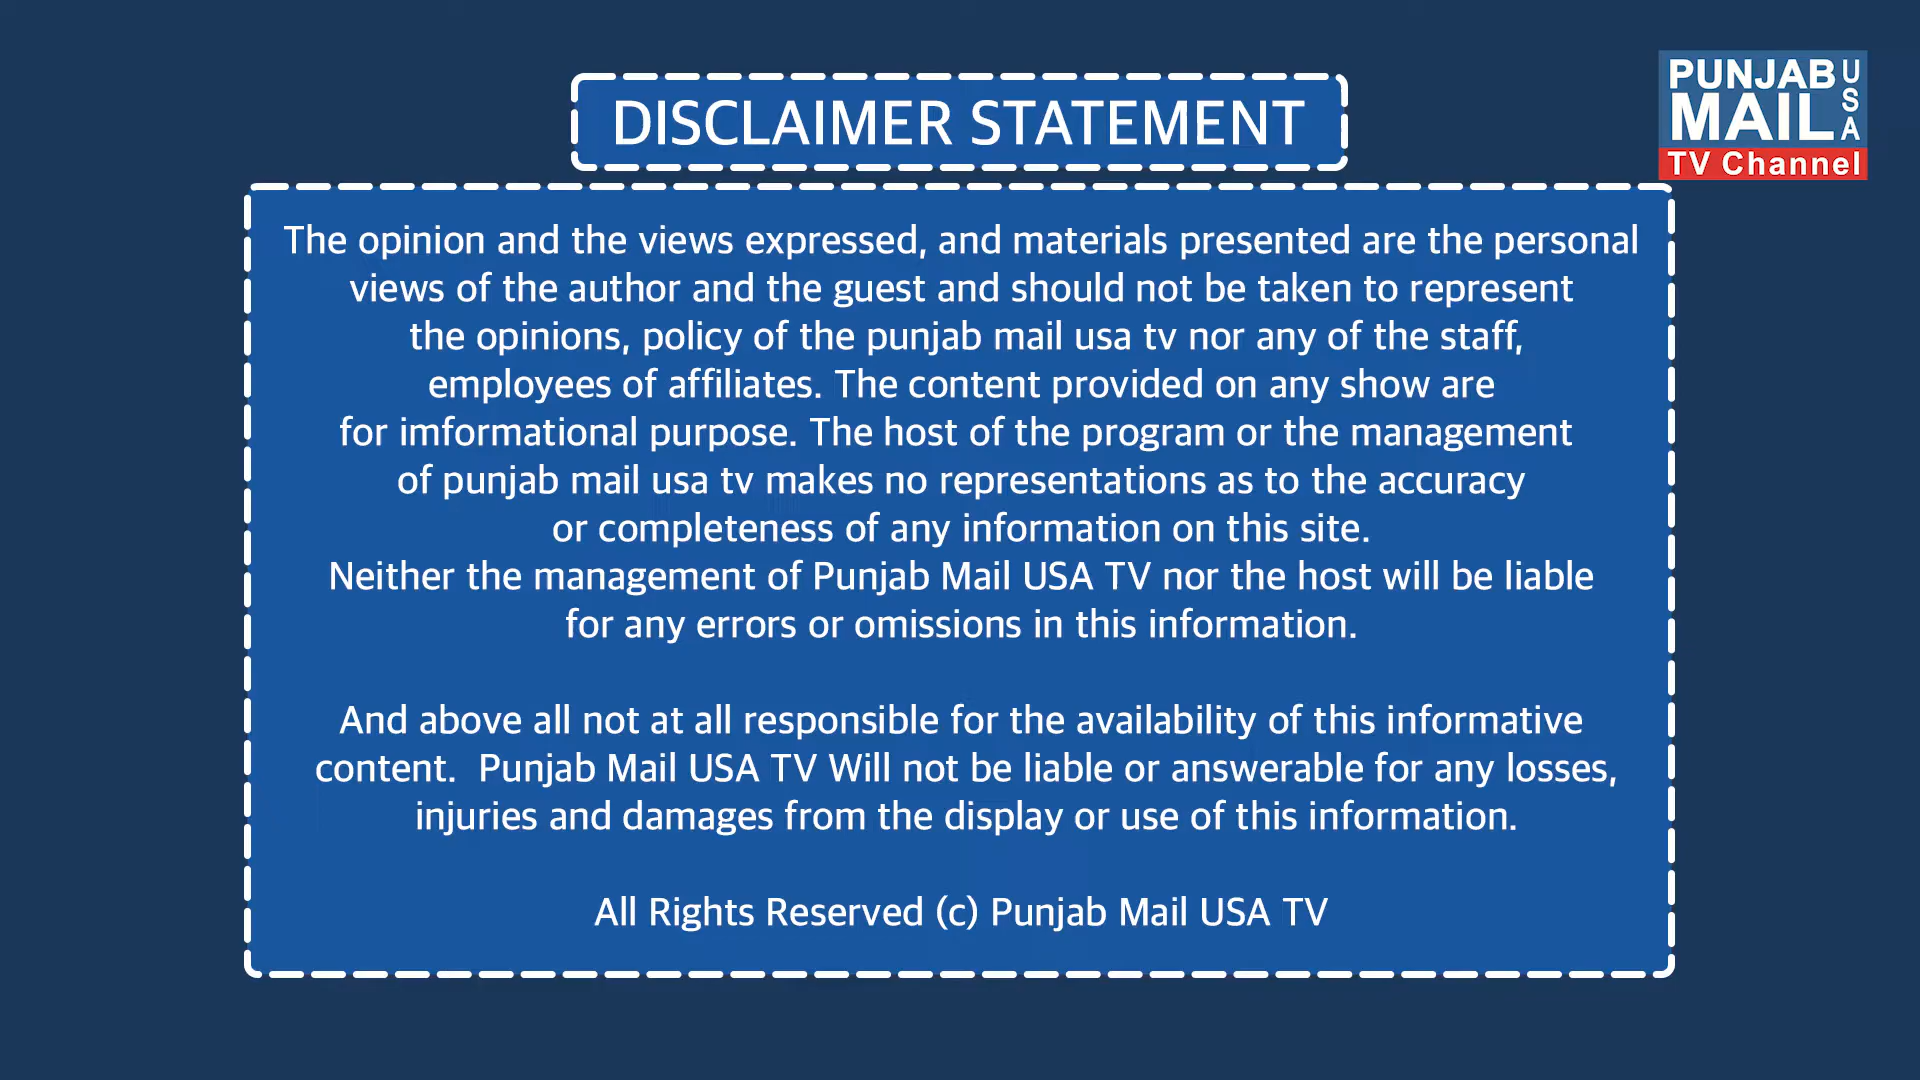 DISCLAIMER STATEMENT
PUNJAB USA
MAIL
TV Channel
The opinion and the views expressed, and materials presented are the personal
views of the author and the guest and should not be taken to represent
the opinions, policy of the punjab mail usa tv nor any of the staff,
employees of affiliates. The content provided on any show are
for imformational purpose. The host of the program or the management
of punjab mail usa tv makes no representations as to the accuracy
or completeness of any information on this site.
Neither the management of Punjab Mail USA TV nor the host will be liable
for any errors or omissions in this information.
And above all not at all responsible for the availability of this informative
content.  Punjab Mail USA TV Will not be liable or answerable for any losses,
injuries and damages from the display or use of this information.
All Rights Reserved (c) Punjab Mail USA TV